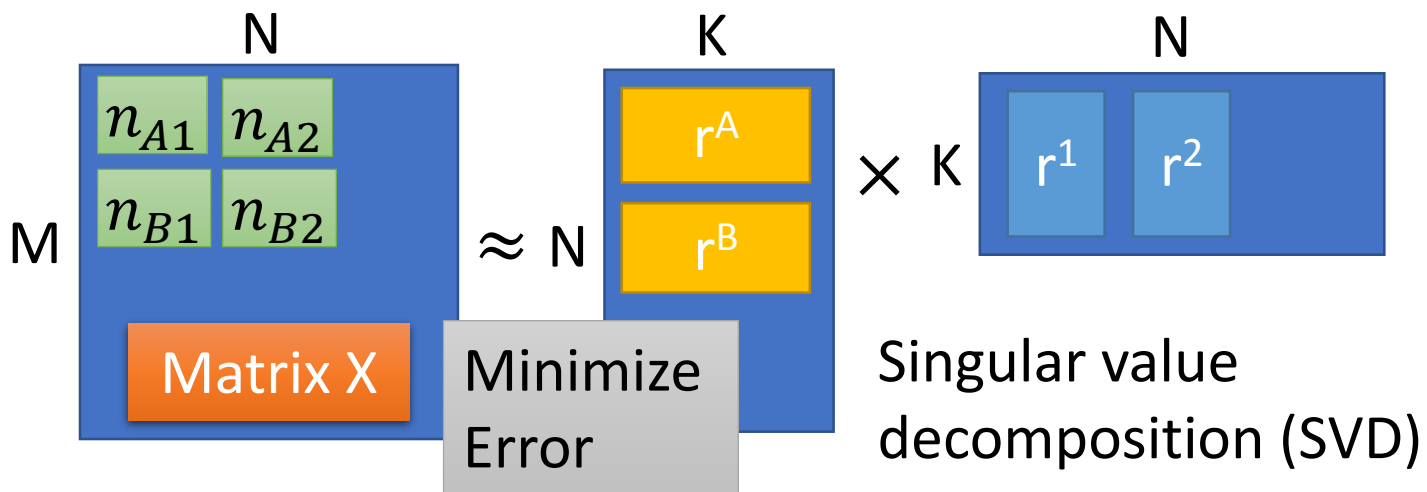 N
K
N
n_{A1} n_{A2}
r^A
× K
r^1 r^2
n_{B1} n_{B2}
M
≈ N
r^B
Matrix X
Minimize
Error
Singular value
decomposition (SVD)